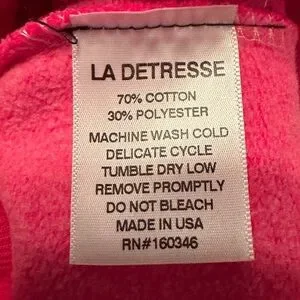 LA DETRESSE
70% COTTON
30% POLYESTER
MACHINE WASH COLD
DELICATE CYCLE
TUMBLE DRY LOW
REMOVE PROMPTLY
DO NOT BLEACH
MADE IN USA
RN#160346